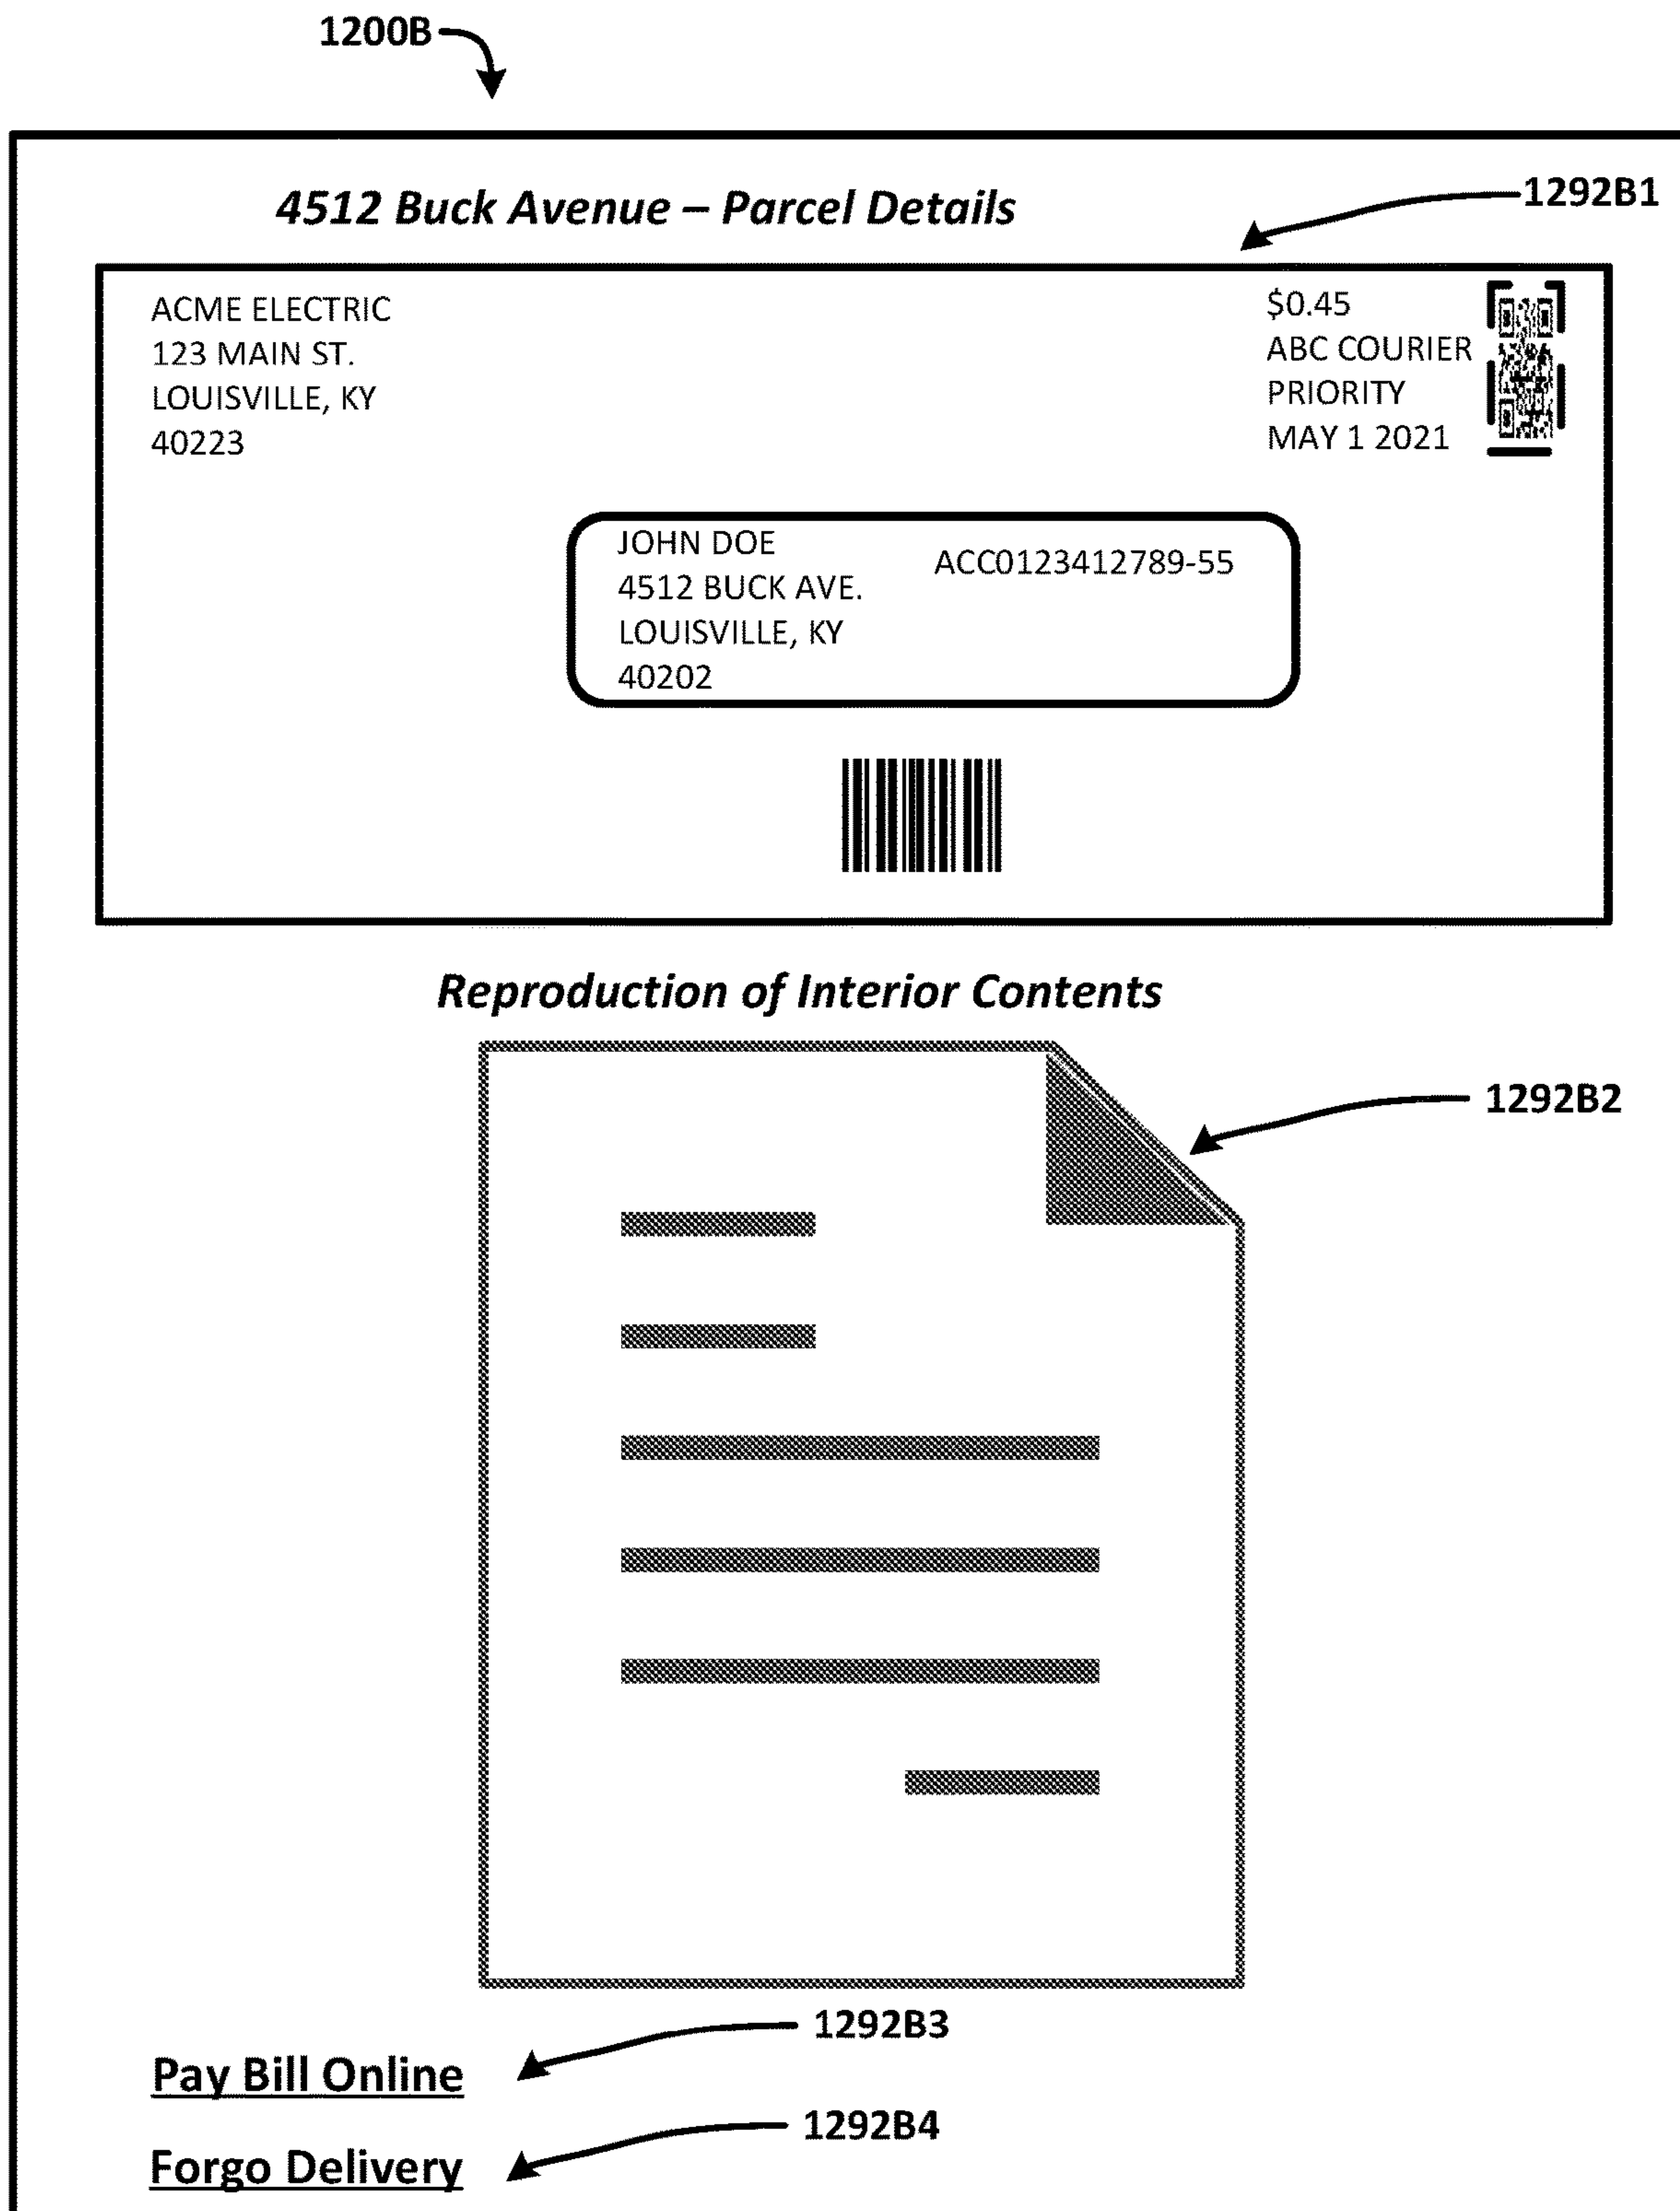 1200B
4512 Buck Avenue – Parcel Details
1292B1
ACME ELECTRIC
123 MAIN ST.
LOUISVILLE, KY
40223
$0.45
ABC COURIER
PRIORITY
MAY 1 2021
JOHN DOE
4512 BUCK AVE.
LOUISVILLE, KY
40202
ACC0123412789-55
Reproduction of Interior Contents
1292B2
1292B3
Pay Bill Online
1292B4
Forgo Delivery